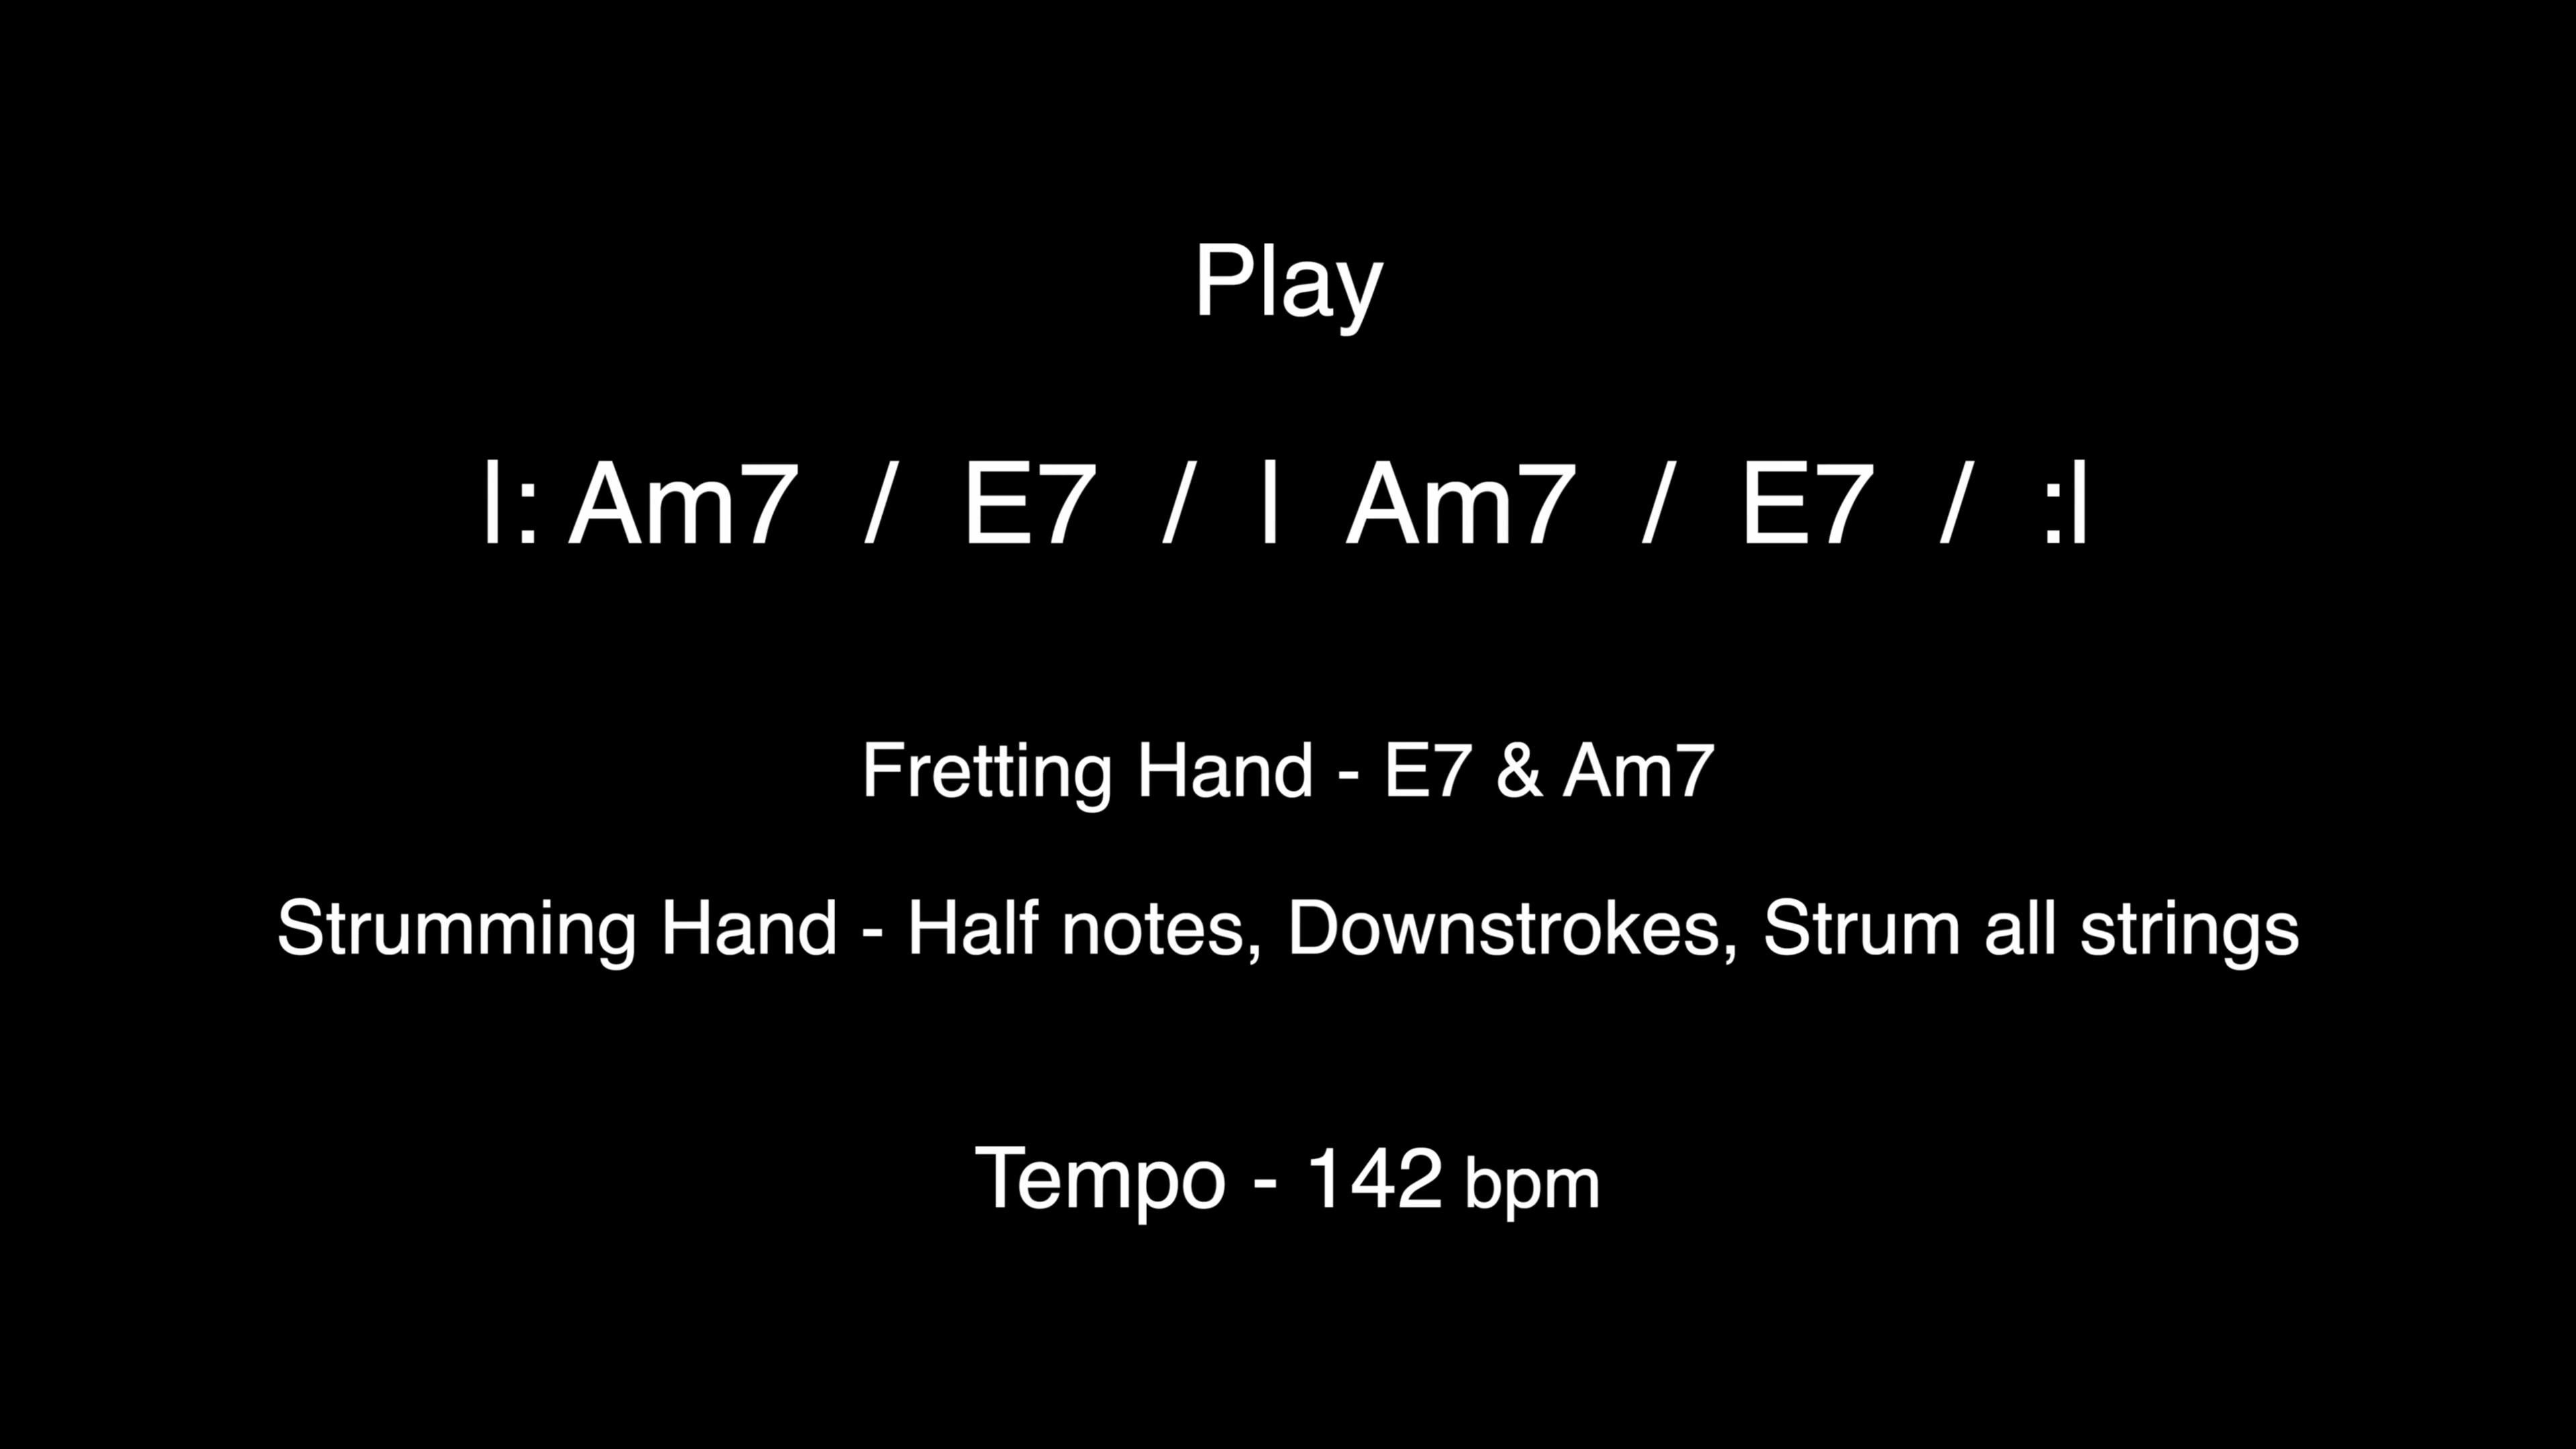 Play
|: Am7 / E7 / | Am7 / E7 / :|
Fretting Hand - E7 & Am7
Strumming Hand - Half notes, Downstrokes, Strum all strings
Tempo - 142 bpm